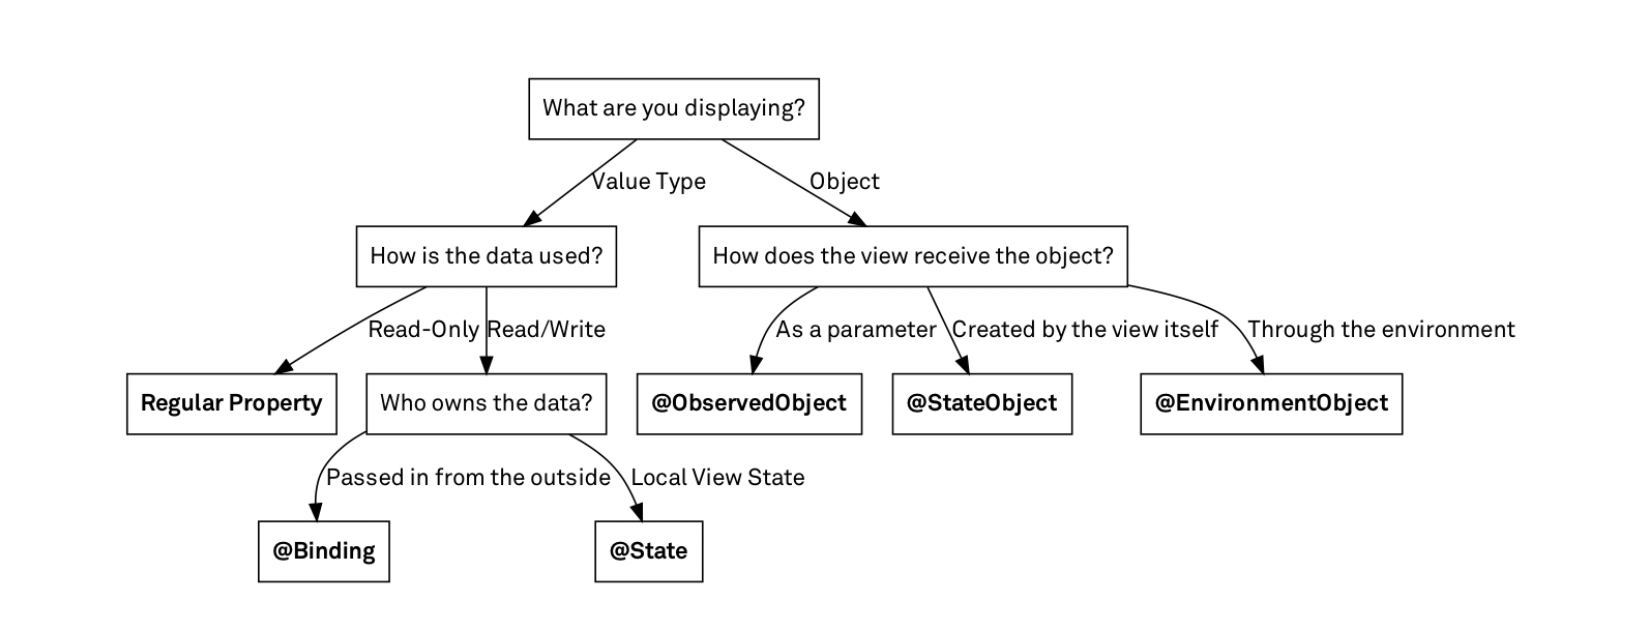 What are you displaying?
Value Type
Object
How is the data used?
How does the view receive the object?
Read-Only
Read/Write
As a parameter
Created by the view itself
Through the environment
Regular Property
Who owns the data?
@ObservedObject
@StateObject
@EnvironmentObject
Passed in from the outside
Local View State
@Binding
@State